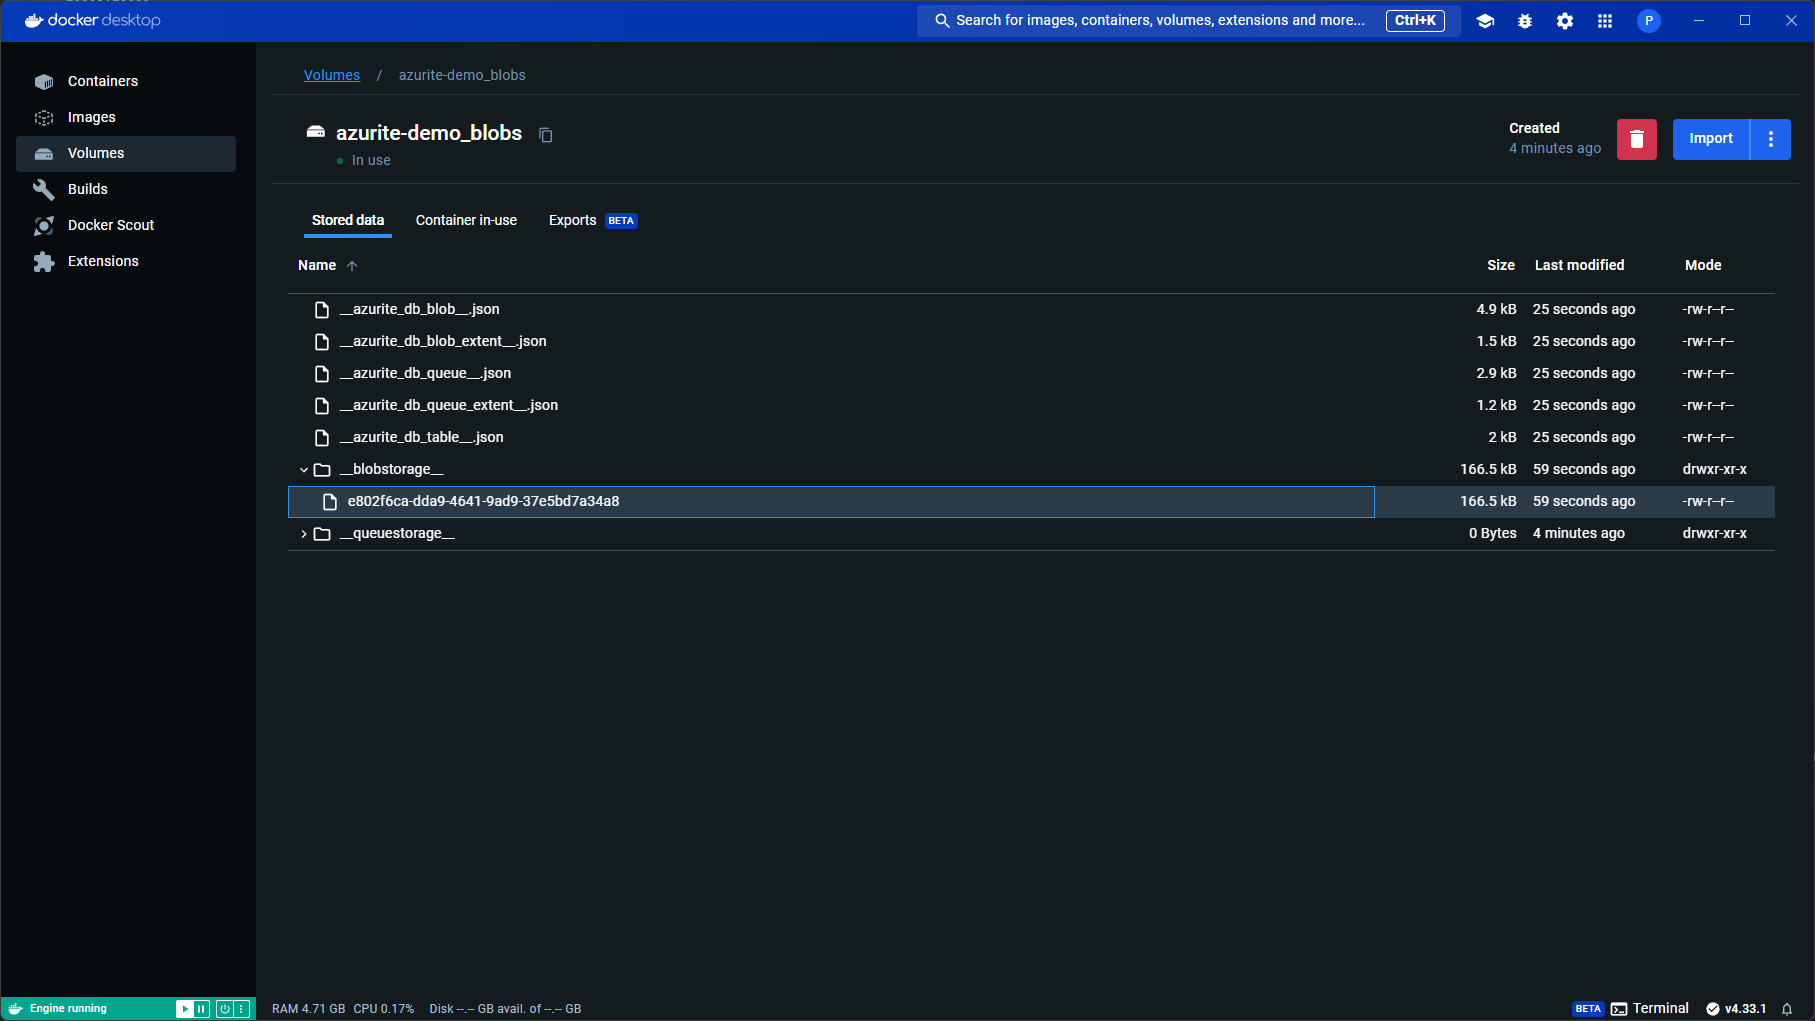 docker desktop
Search for images, containers, volumes, extensions and more... Ctrl+K
P
Containers
Images
Volumes
Builds
Docker Scout
Extensions
Volumes / azurite-demo_blobs
azurite-demo_blobs
In use
Created
4 minutes ago
Import
Stored data Container in-use Exports BETA
Name Size Last modified Mode
__azurite_db_blob__.json 4.9 kB 25 seconds ago -rw-r--r--
__azurite_db_blob_extent__.json 1.5 kB 25 seconds ago -rw-r--r--
__azurite_db_queue__.json 2.9 kB 25 seconds ago -rw-r--r--
__azurite_db_queue_extent__.json 1.2 kB 25 seconds ago -rw-r--r--
__azurite_db_table__.json 2 kB 25 seconds ago -rw-r--r--
__blobstorage__ 166.5 kB 59 seconds ago drwxr-xr-x
e802f6ca-dda9-4641-9ad9-37e5bd7a34a8 166.5 kB 59 seconds ago -rw-r--r--
__queuestorage__ 0 Bytes 4 minutes ago drwxr-xr-x
Engine running RAM 4.71 GB CPU 0.17% Disk --.-- GB avail. of --.-- GB BETA Terminal v4.33.1